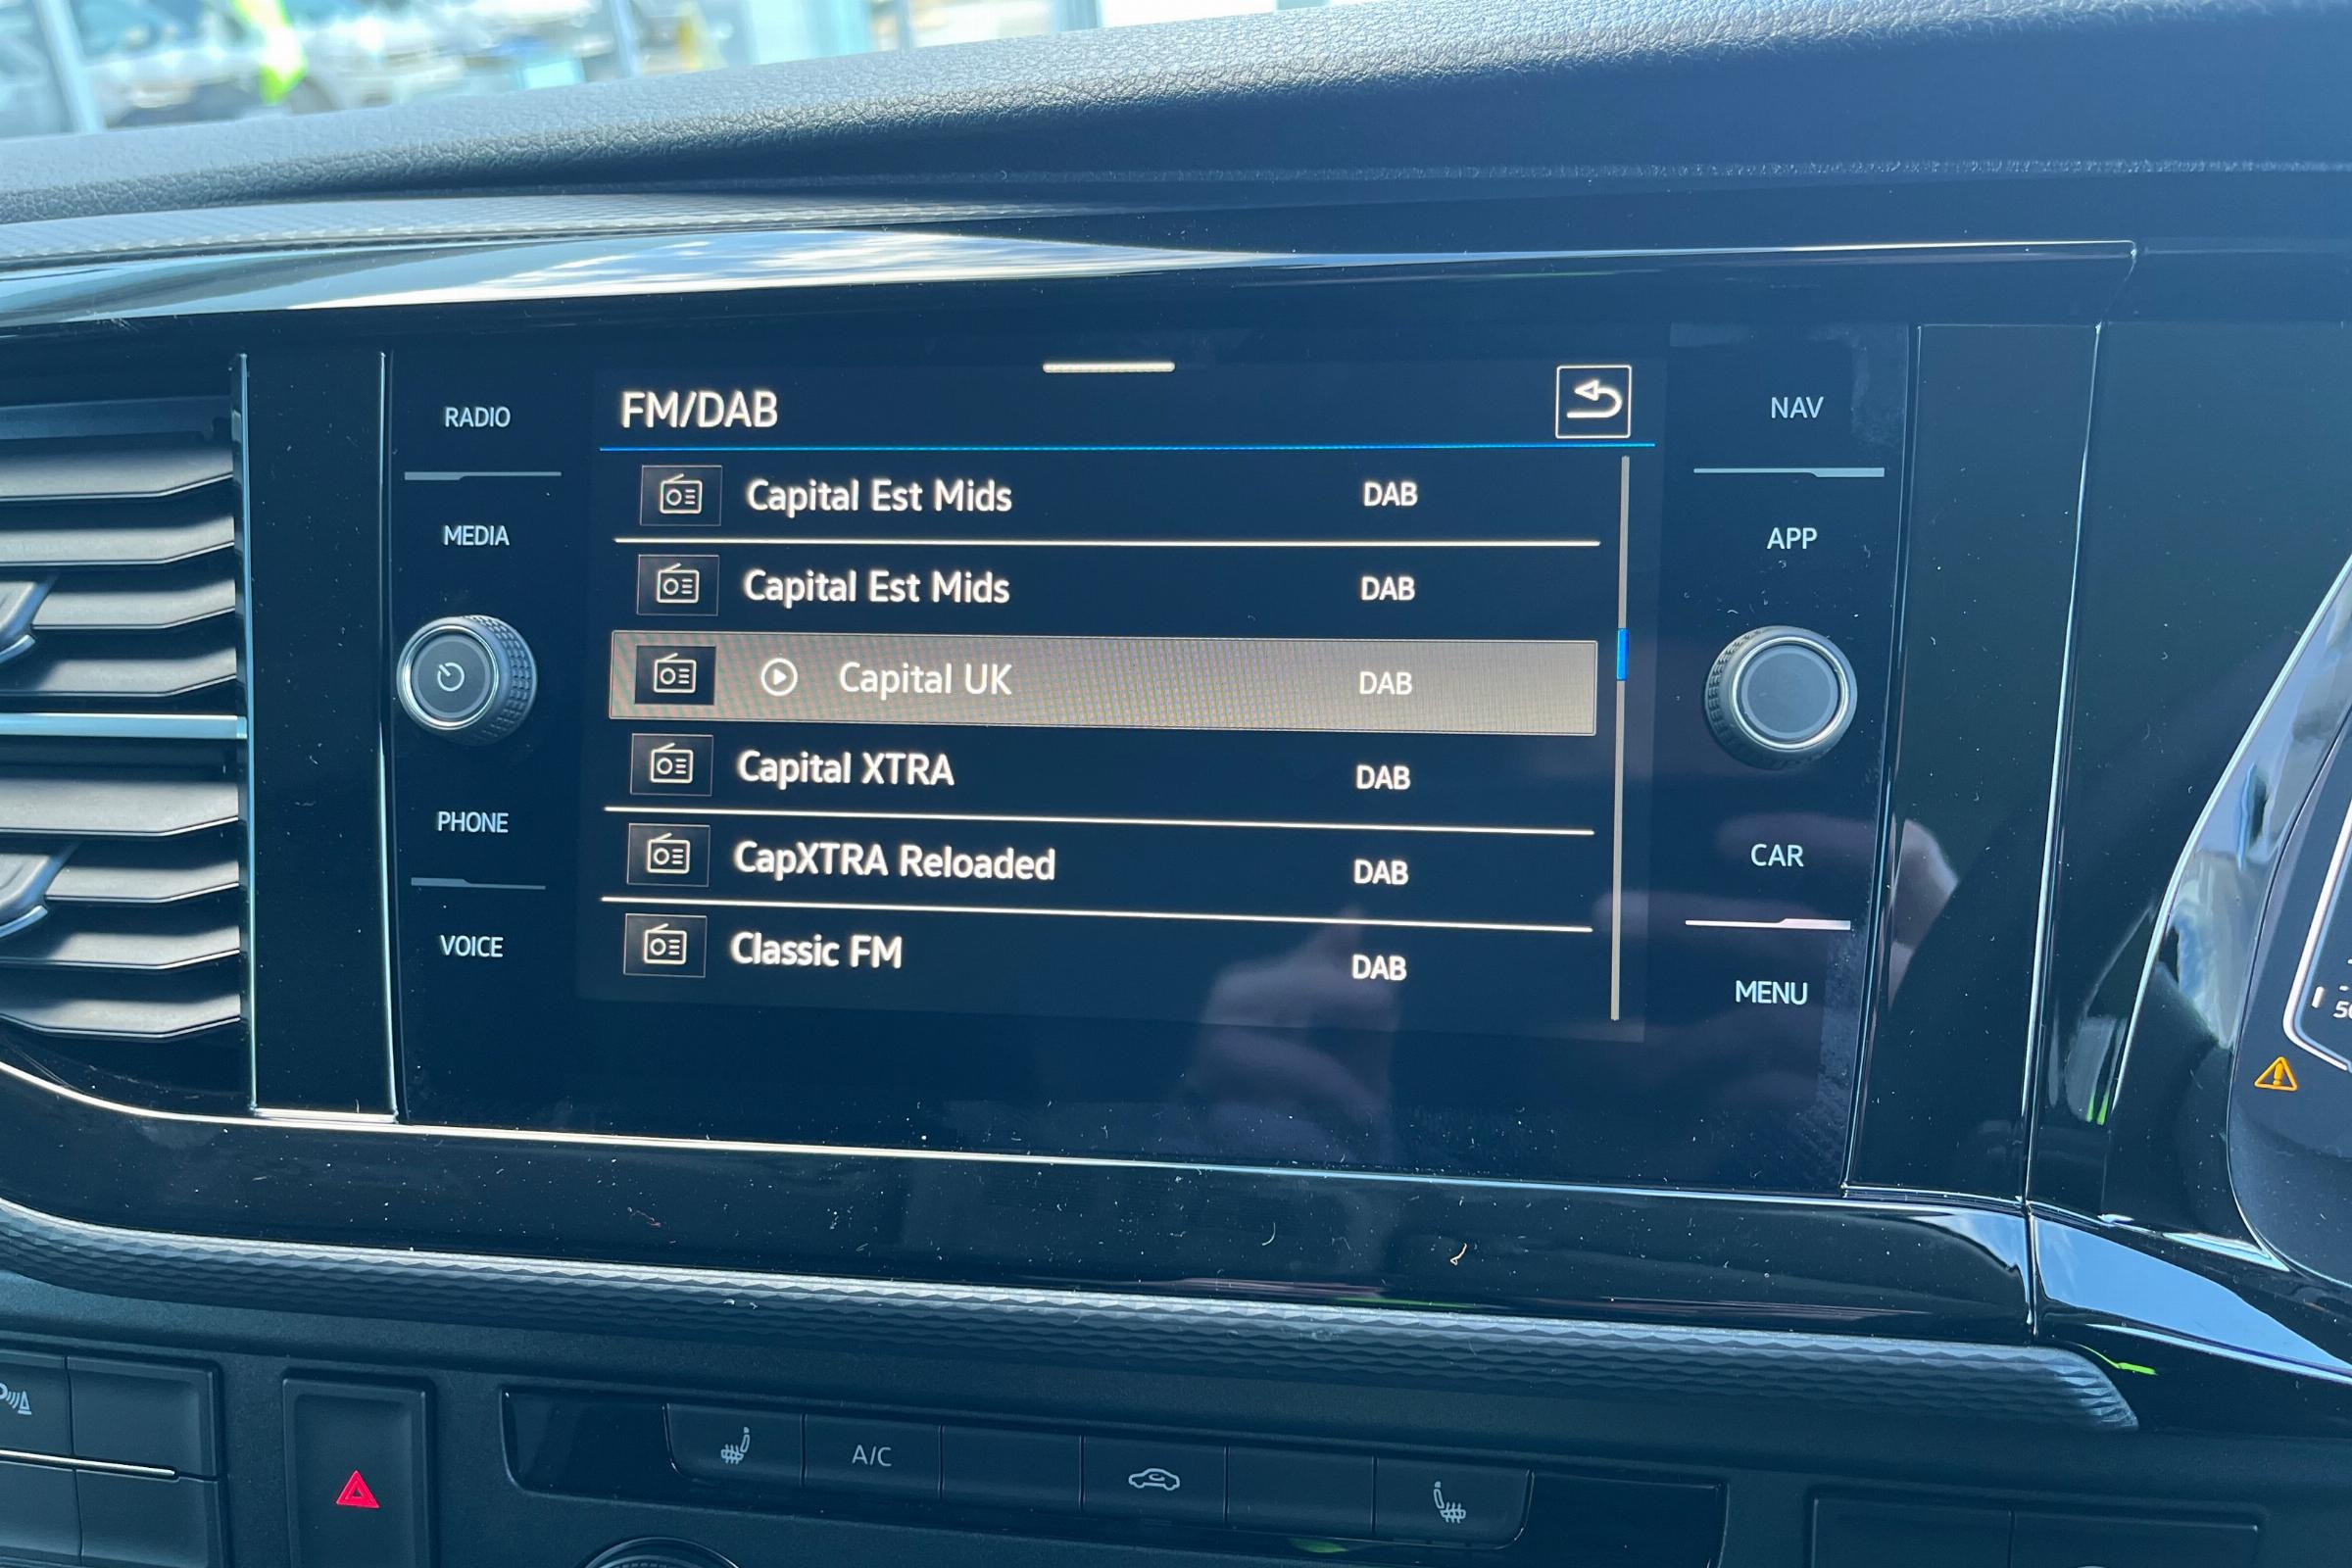 FM/DAB
RADIO
NAV
Capital Est Mids DAB
MEDIA
APP
Capital Est Mids DAB
Capital UK DAB
Capital XTRA DAB
PHONE
CapXTRA Reloaded DAB
CAR
VOICE
Classic FM DAB
MENU
A/C